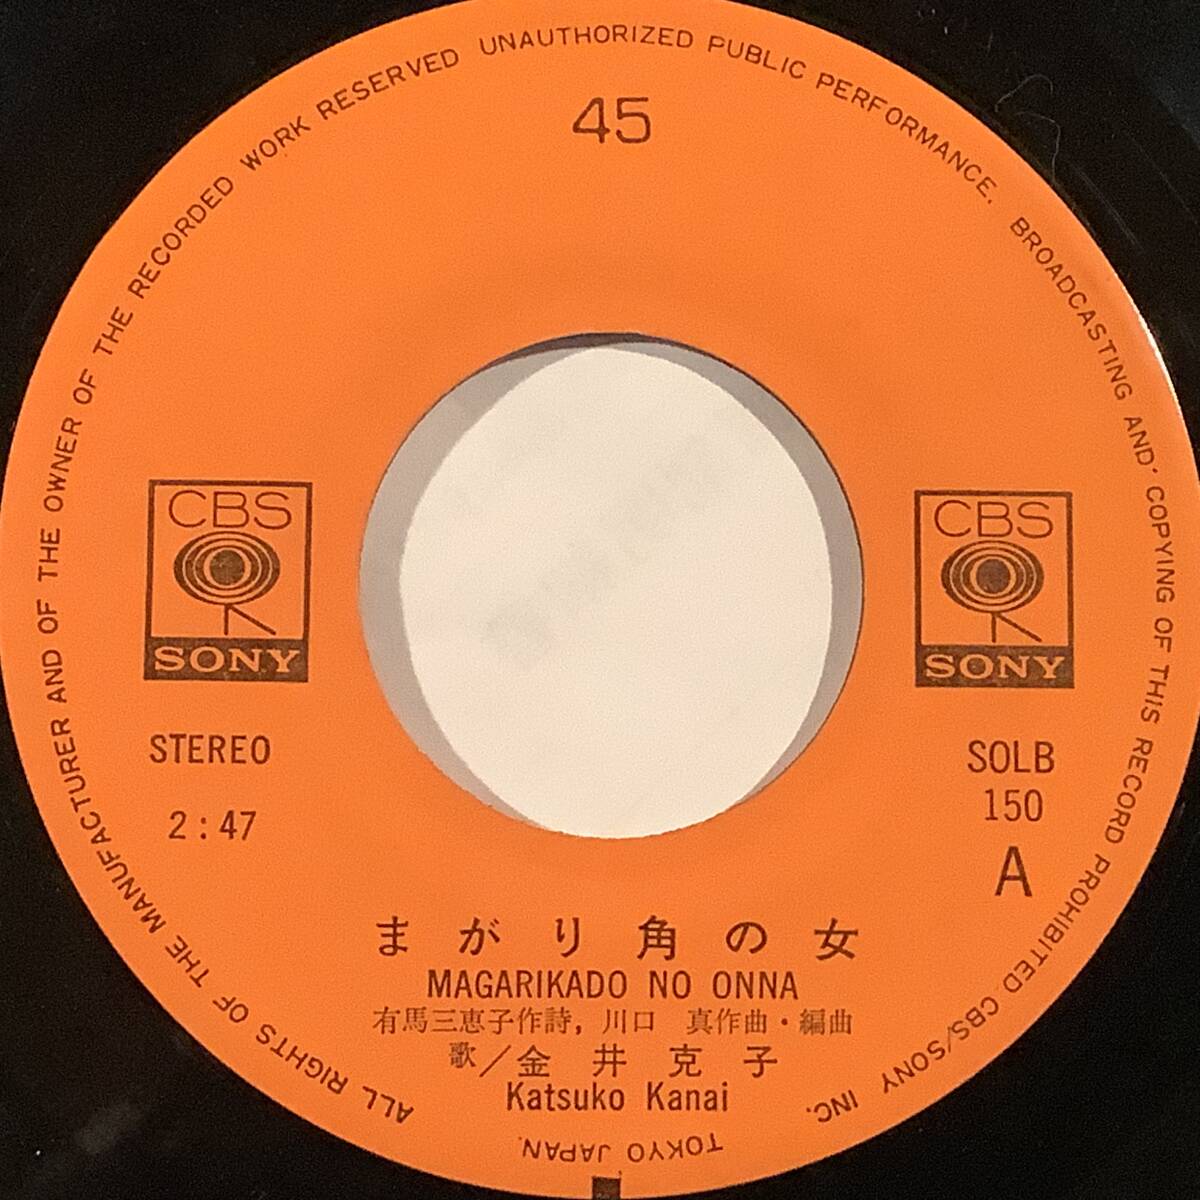 ALL RIGHTS OF THE MANUFACTURER AND OF THE OWNER OF THE RECORDED WORK RESERVED UNAUTHORIZED PUBLIC PERFORMANCE. BROADCASTING AND COPYING OF THIS RECORD PROHIBITED CBS/SONY INC.
TOKYO JAPAN.
45
CBS
SONY
CBS
SONY
STEREO
2:47
SOLB
150
A
まがり角の女
MAGARIKADO NO ONNA
有馬三恵子作詩,川口 真作曲・編曲
歌/金井克子
Katsuko Kanai